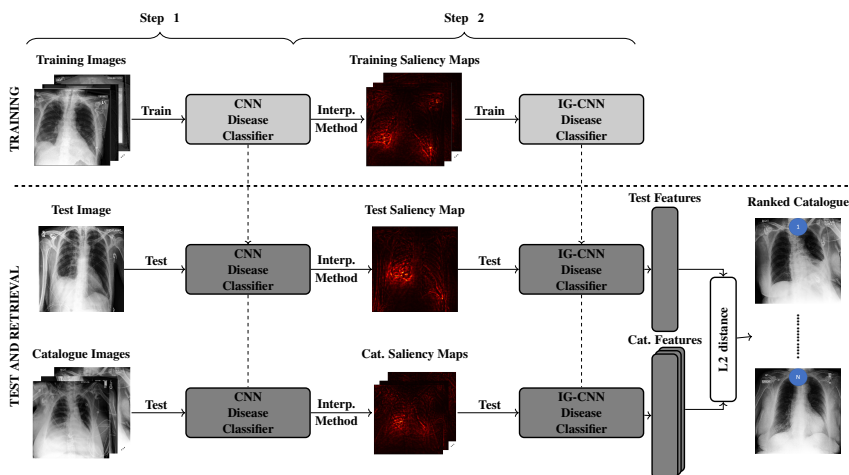 Step 1
Step 2
TRAINING
Training Images
Train
CNN
Disease
Classifier
Interp.
Method
Training Saliency Maps
Train
IG-CNN
Disease
Classifier
TEST AND RETRIEVAL
Test Image
Test
CNN
Disease
Classifier
Interp.
Method
Test Saliency Map
Test
IG-CNN
Disease
Classifier
Test Features
Ranked Catalogue
1
L2 distance
Catalogue Images
Test
CNN
Disease
Classifier
Interp.
Method
Cat. Saliency Maps
Test
IG-CNN
Disease
Classifier
Cat. Features
N